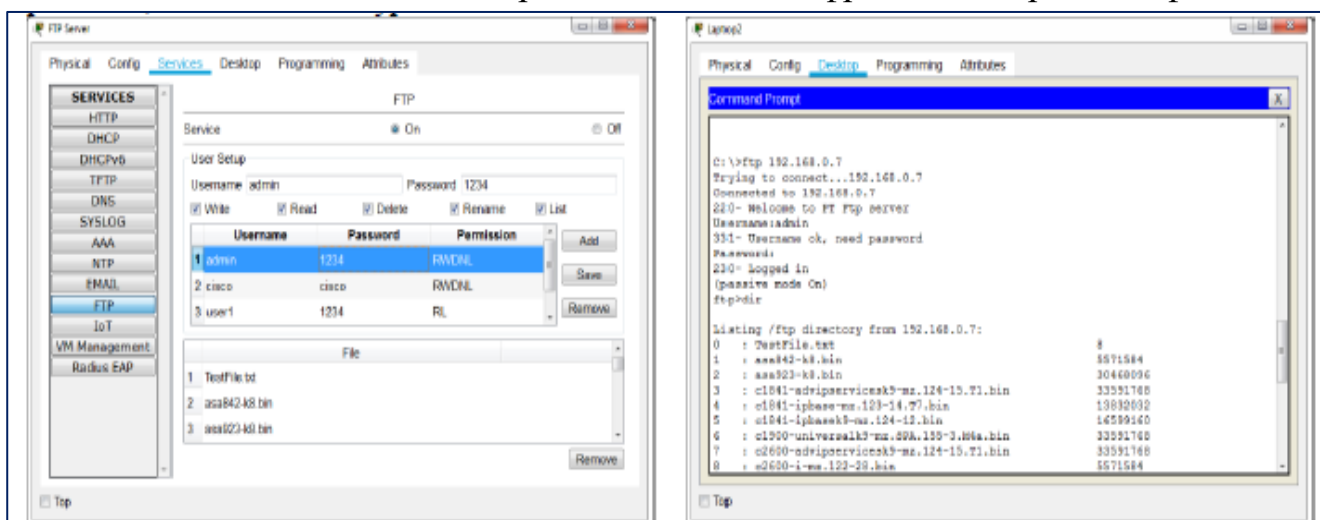 FTP Server
Physical Config Services Desktop Programming Attributes
SERVICES
HTTP
DHCP
DHCPv6
TFTP
DNS
SYSLOG
AAA
NTP
EMAIL
FTP
IoT
VM Management
Radius EAP
FTP
Service On Off
User Setup
Username admin Password 1234
Write Read Delete Rename List
Username Password Permission
1 admin 1234 RWDNL
2 cisco cisco RWDNL
3 user1 1234 RL
Add
Save
Remove
File
1 TestFile.txt
2 asa842-k8.bin
3 asa923-k8.bin
Remove
Top
Laptop2
Physical Config Desktop Programming Attributes
Command Prompt X
C:\>ftp 192.168.0.7
Trying to connect...192.168.0.7
Connected to 192.168.0.7
220- Welcome to PT Ftp server
Username:admin
331- Username ok, need password
Password:
230- Logged in
(passive mode On)
ftp>dir
Listing /ftp directory from 192.168.0.7:
0 : TestFile.txt 8
1 : asa842-k8.bin 5571584
2 : asa923-k8.bin 30468096
3 : c1841-advipservicesk9-mz.124-15.T1.bin 33591768
4 : c1841-ipbase-mz.123-14.T7.bin 13832032
5 : c1841-ipbasek9-mz.124-12.bin 16599160
6 : c1900-universalk9-mz.SPA.155-3.M4a.bin 33591768
7 : c2600-advipservicesk9-mz.124-15.T1.bin 33591768
8 : c2600-i-mz.122-28.bin 5571584
Top